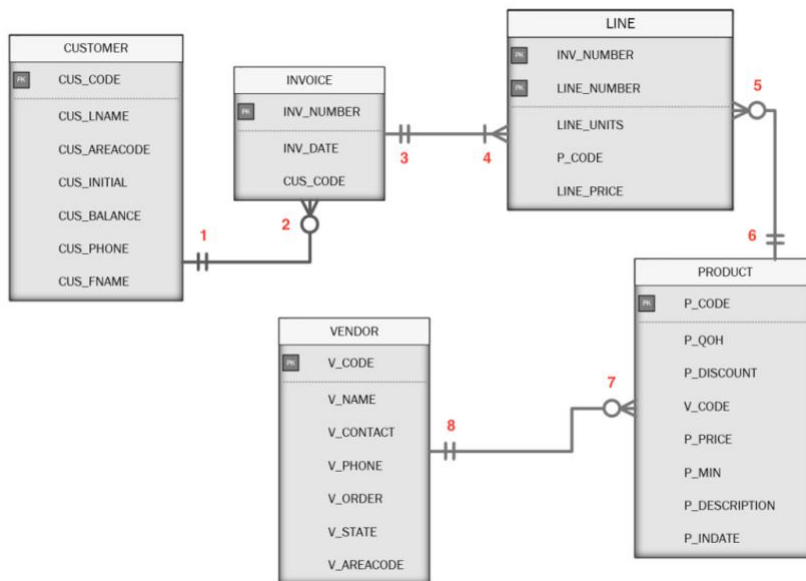 CUSTOMER
PK CUS_CODE
CUS_LNAME
CUS_AREACODE
CUS_INITIAL
CUS_BALANCE
CUS_PHONE
CUS_FNAME
1
INVOICE
PK INV_NUMBER
INV_DATE
CUS_CODE
2
3
4
LINE
PK INV_NUMBER
PK LINE_NUMBER
LINE_UNITS
P_CODE
LINE_PRICE
5
6
PRODUCT
PK P_CODE
P_QOH
P_DISCOUNT
V_CODE
P_PRICE
P_MIN
P_DESCRIPTION
P_INDATE
7
8
VENDOR
PK V_CODE
V_NAME
V_CONTACT
V_PHONE
V_ORDER
V_STATE
V_AREACODE